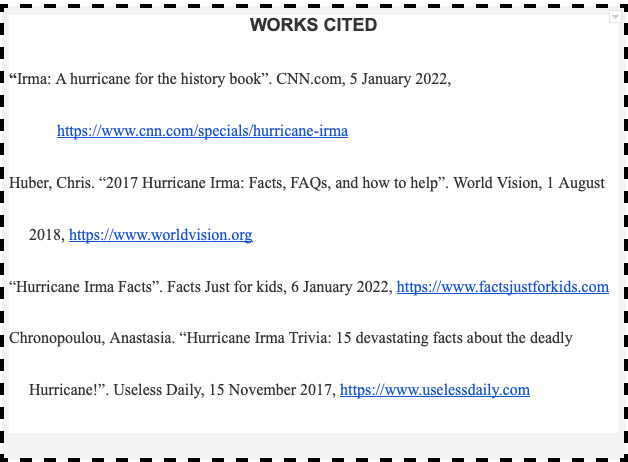 WORKS CITED
“Irma: A hurricane for the history book”. CNN.com, 5 January 2022,
https://www.cnn.com/specials/hurricane-irma
Huber, Chris. “2017 Hurricane Irma: Facts, FAQs, and how to help”. World Vision, 1 August
2018, https://www.worldvision.org
“Hurricane Irma Facts”. Facts Just for kids, 6 January 2022, https://www.factsjustforkids.com
Chronopoulou, Anastasia. “Hurricane Irma Trivia: 15 devastating facts about the deadly
Hurricane!”. Useless Daily, 15 November 2017, https://www.uselessdaily.com